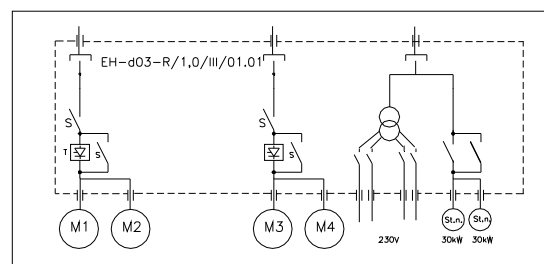 EH-d03-R/1,0/III/01.01
S
S
T
s
s
M1 M2 M3 M4
230V
St.n. St.n.
30kW 30kW